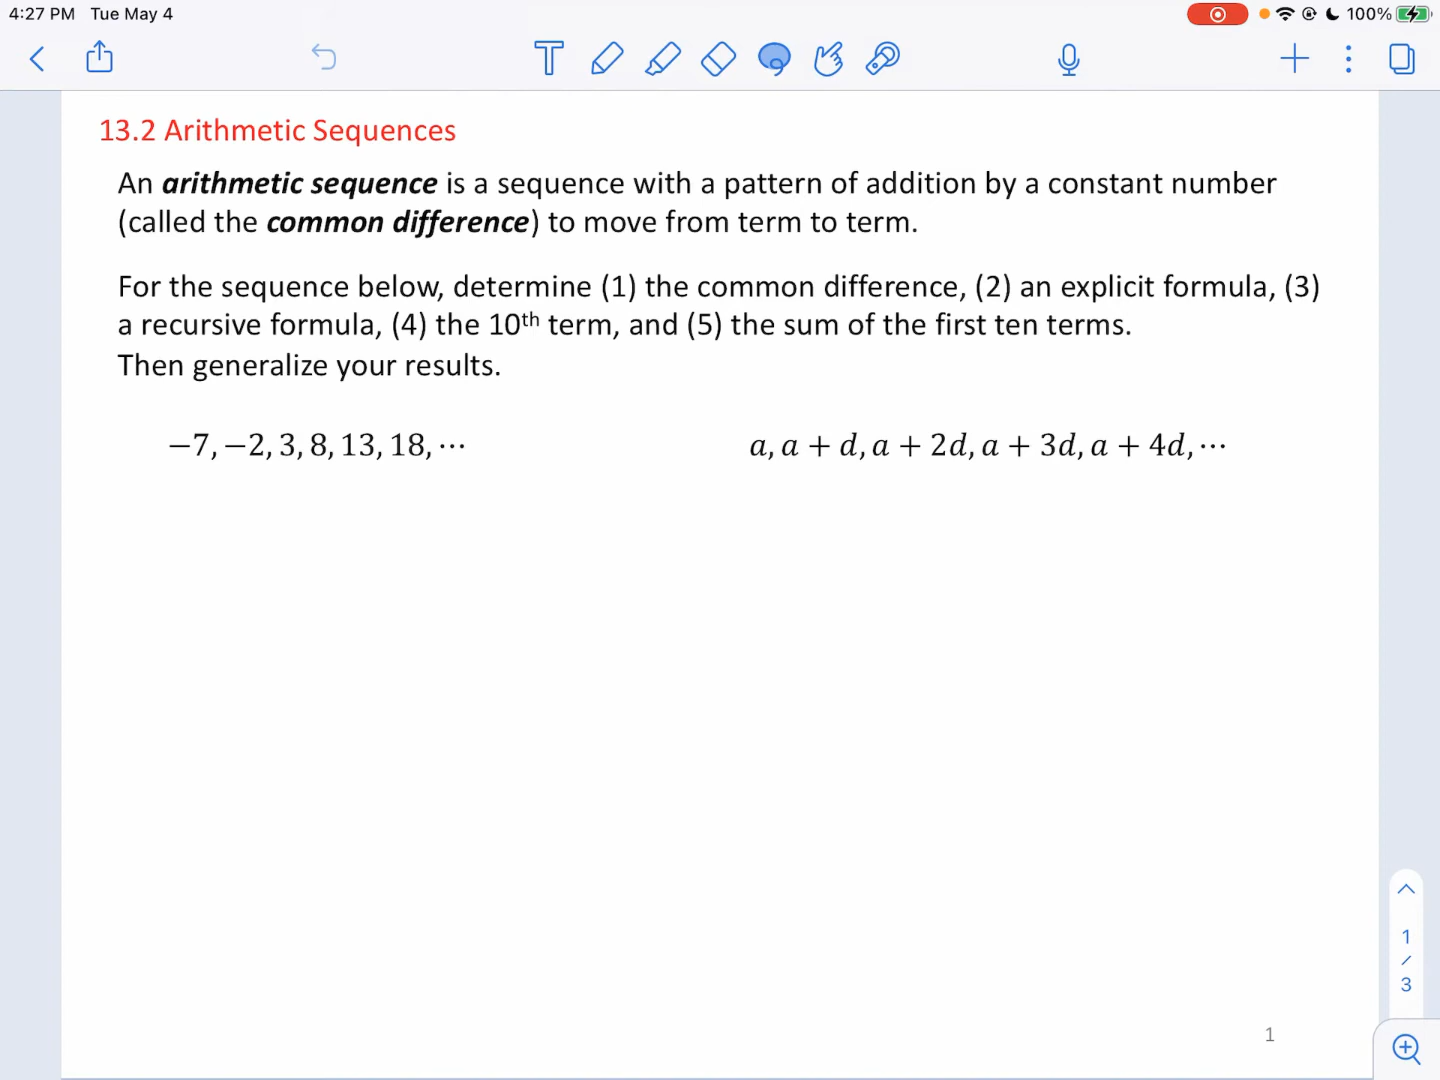 4:27 PM Tue May 4 100%
13.2 Arithmetic Sequences
An arithmetic sequence is a sequence with a pattern of addition by a constant number
(called the common difference) to move from term to term.
For the sequence below, determine (1) the common difference, (2) an explicit formula, (3)
a recursive formula, (4) the 10th term, and (5) the sum of the first ten terms.
Then generalize your results.
−7, −2, 3, 8, 13, 18, ⋯
a, a + d, a + 2d, a + 3d, a + 4d, ⋯
1
/
3
1